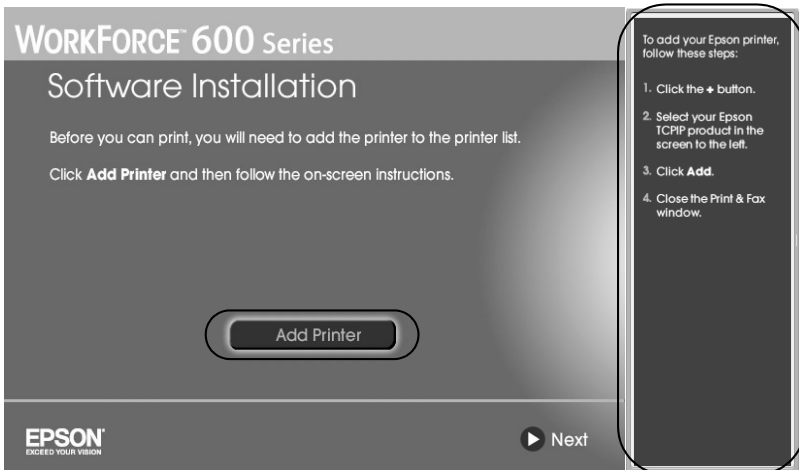 WORKFORCE™ 600 Series
Software Installation
Before you can print, you will need to add the printer to the printer list.
Click Add Printer and then follow the on-screen instructions.
Add Printer
EPSON®
EXCEED YOUR VISION
Next
To add your Epson printer,
follow these steps:
1. Click the + button.
2. Select your Epson
TCPIP product in the
screen to the left.
3. Click Add.
4. Close the Print & Fax
window.